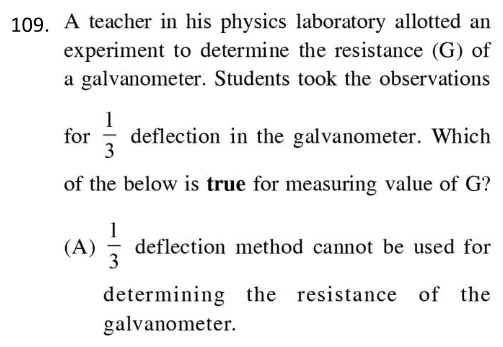 109. A teacher in his physics laboratory allotted an
experiment to determine the resistance (G) of
a galvanometer. Students took the observations
for 1/3 deflection in the galvanometer. Which
of the below is true for measuring value of G?
(A) 1/3 deflection method cannot be used for
determining the resistance of the
galvanometer.